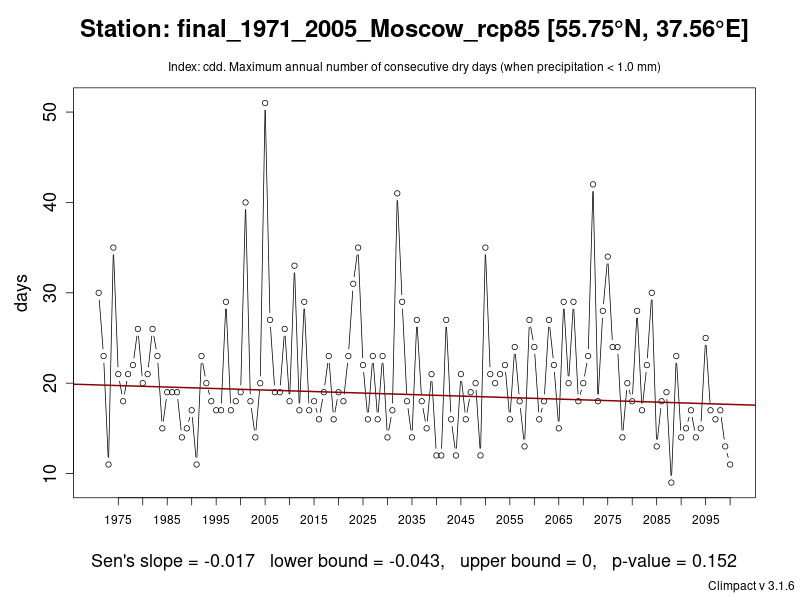 Station: final_1971_2005_Moscow_rcp85 [55.75°N, 37.56°E]
Index: cdd. Maximum annual number of consecutive dry days (when precipitation < 1.0 mm)
50
40
30
20
10
days
1975 1985 1995 2005 2015 2025 2035 2045 2055 2065 2075 2085 2095
Sen's slope = -0.017 lower bound = -0.043, upper bound = 0, p-value = 0.152
Climpact v 3.1.6